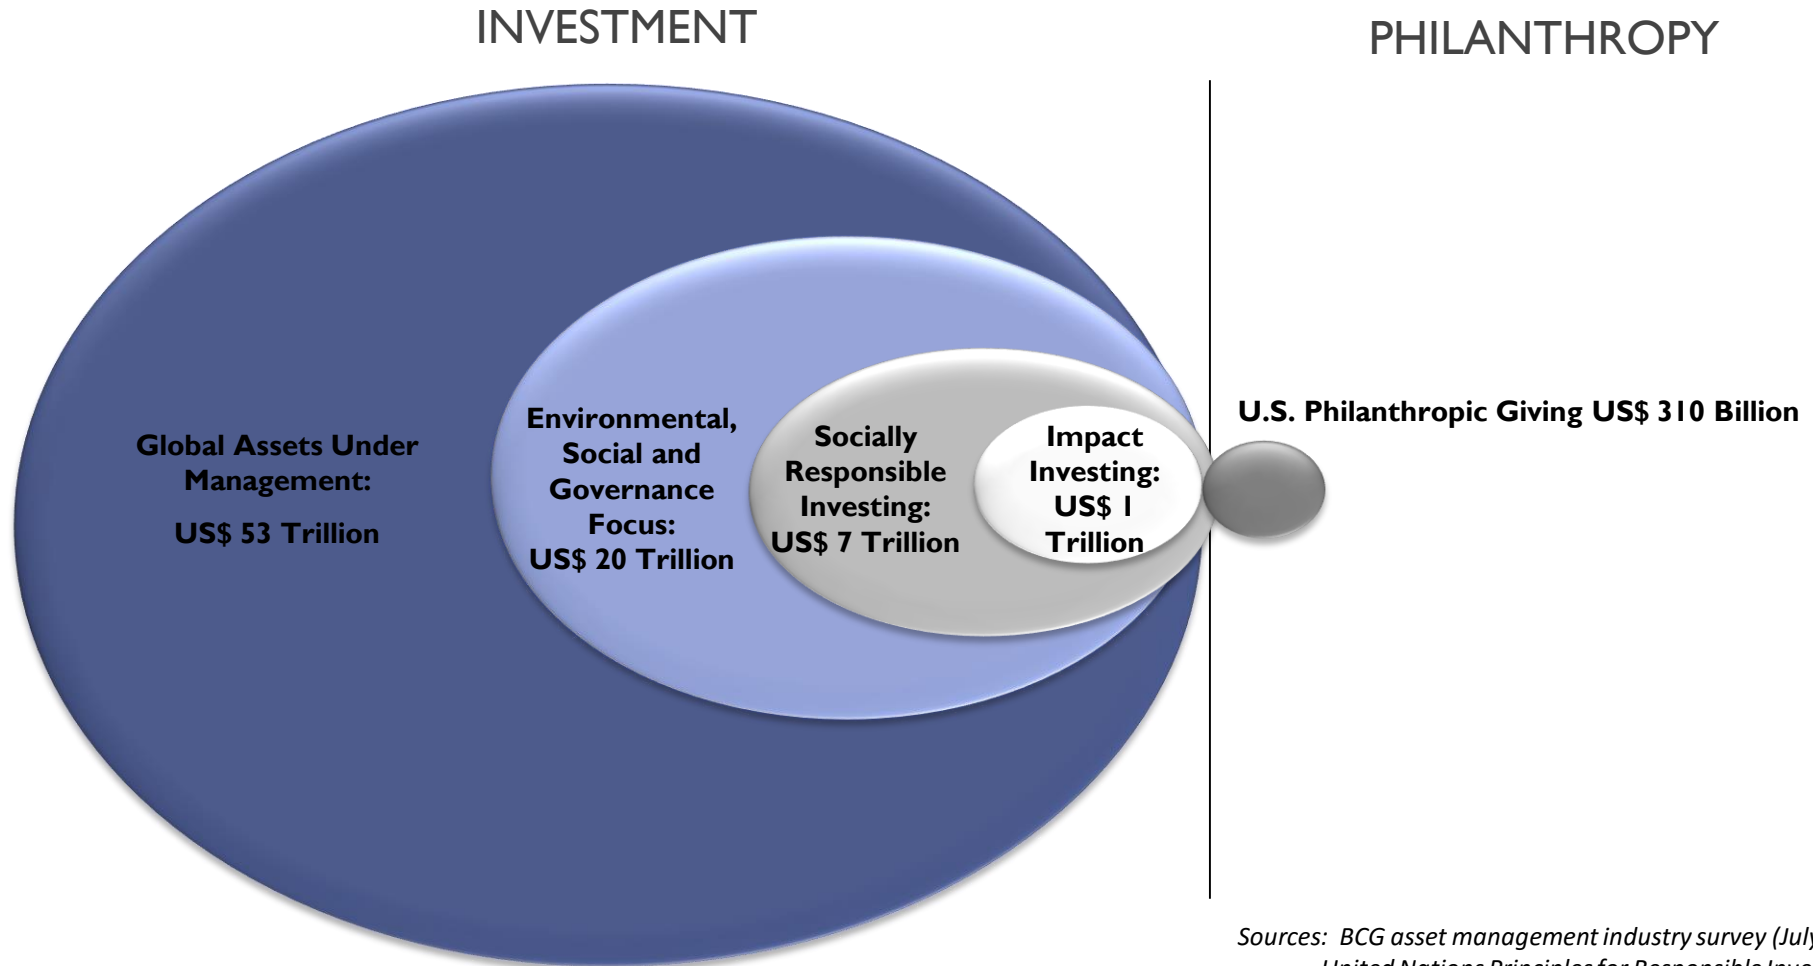 INVESTMENT
PHILANTHROPY
Global Assets Under
Management:
US$ 53 Trillion
Environmental,
Social and
Governance
Focus:
US$ 20 Trillion
Socially
Responsible
Investing:
US$ 7 Trillion
Impact
Investing:
US$ 1
Trillion
U.S. Philanthropic Giving US$ 310 Billion
Sources: BCG asset management industry survey (July
United Nations Principles for Responsible